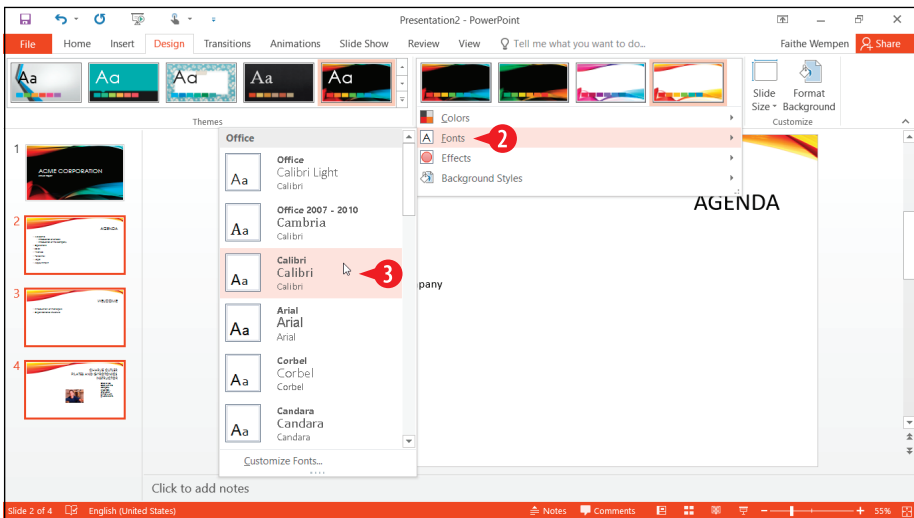 Presentation2 - PowerPoint
File Home Insert Design Transitions Animations Slide Show Review View Tell me what you want to do... Faithe Wempen Share
Aa Aa Aa Aa Aa
Slide Size Format Background
Themes Customize
Colors
Fonts 2
Effects
Background Styles
Office
Aa Office
Calibri Light
Calibri
Aa Office 2007 - 2010
Cambria
Calibri
Aa Calibri
Calibri 3
Calibri
Aa Arial
Arial
Arial
Aa Corbel
Corbel
Corbel
Aa Candara
Candara
Candara
Customize Fonts...
1
ACME CORPORATION
2
AGENDA
3
WELCOME
4
AGENDA
pany
Click to add notes
Slide 2 of 4 English (United States) Notes Comments 55%